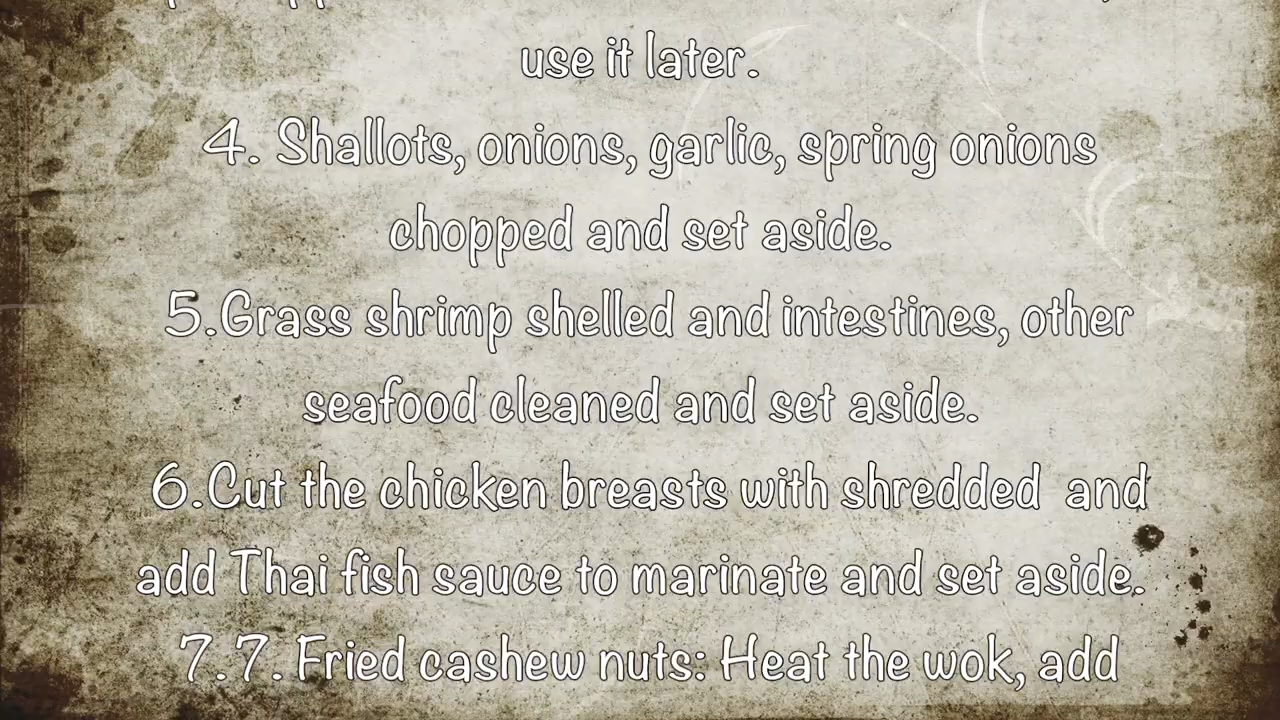 use it later.
4. Shallots, onions, garlic, spring onions
chopped and set aside.
5.Grass shrimp shelled and intestines, other
seafood cleaned and set aside.
6.Cut the chicken breasts with shredded  and
add Thai fish sauce to marinate and set aside.
7.7. Fried cashew nuts: Heat the wok, add